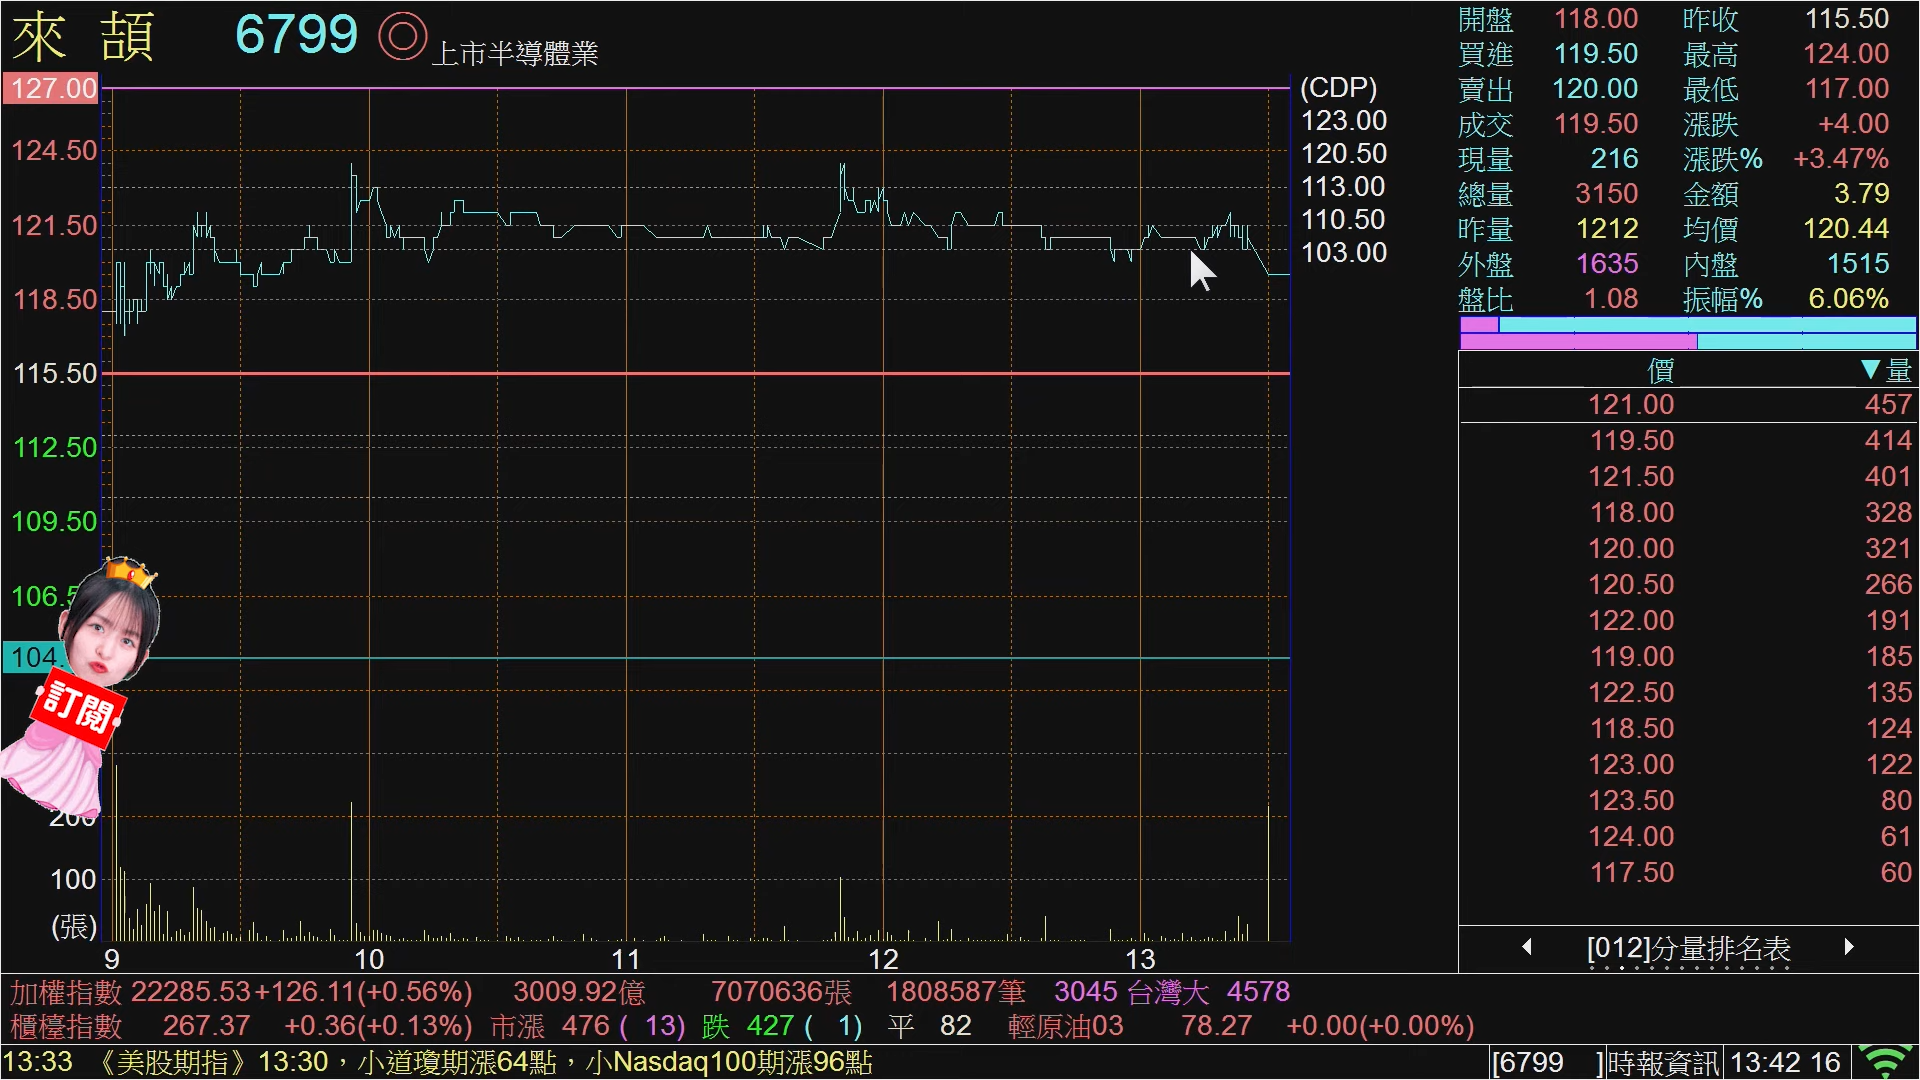 來 頡 6799 ◎ 上市半導體業
127.00
124.50
121.50
118.50
115.50
112.50
109.50
106.5
104.
200
100
(張)
9 10 11 12 13
(CDP)
123.00
120.50
113.00
110.50
103.00
開盤 118.00 昨收 115.50
買進 119.50 最高 124.00
賣出 120.00 最低 117.00
成交 119.50 漲跌 +4.00
現量 216 漲跌% +3.47%
總量 3150 金額 3.79
昨量 1212 均價 120.44
外盤 1635 內盤 1515
盤比 1.08 振幅% 6.06%
價 ▼量
121.00 457
119.50 414
121.50 401
118.00 328
120.00 321
120.50 266
122.00 191
119.00 185
122.50 135
118.50 124
123.00 122
123.50 80
124.00 61
117.50 60
[012]分量排名表
訂閱
加權指數 22285.53 +126.11(+0.56%) 3009.92億 7070636張 1808587筆 3045 台灣大 4578
櫃檯指數 267.37 +0.36(+0.13%) 市漲 476 ( 13) 跌 427 ( 1) 平 82 輕原油03 78.27 +0.00(+0.00%)
13:33 《美股期指》13:30，小道瓊期漲64點，小Nasdaq100期漲96點
[6799 ]時報資訊 13:42 16